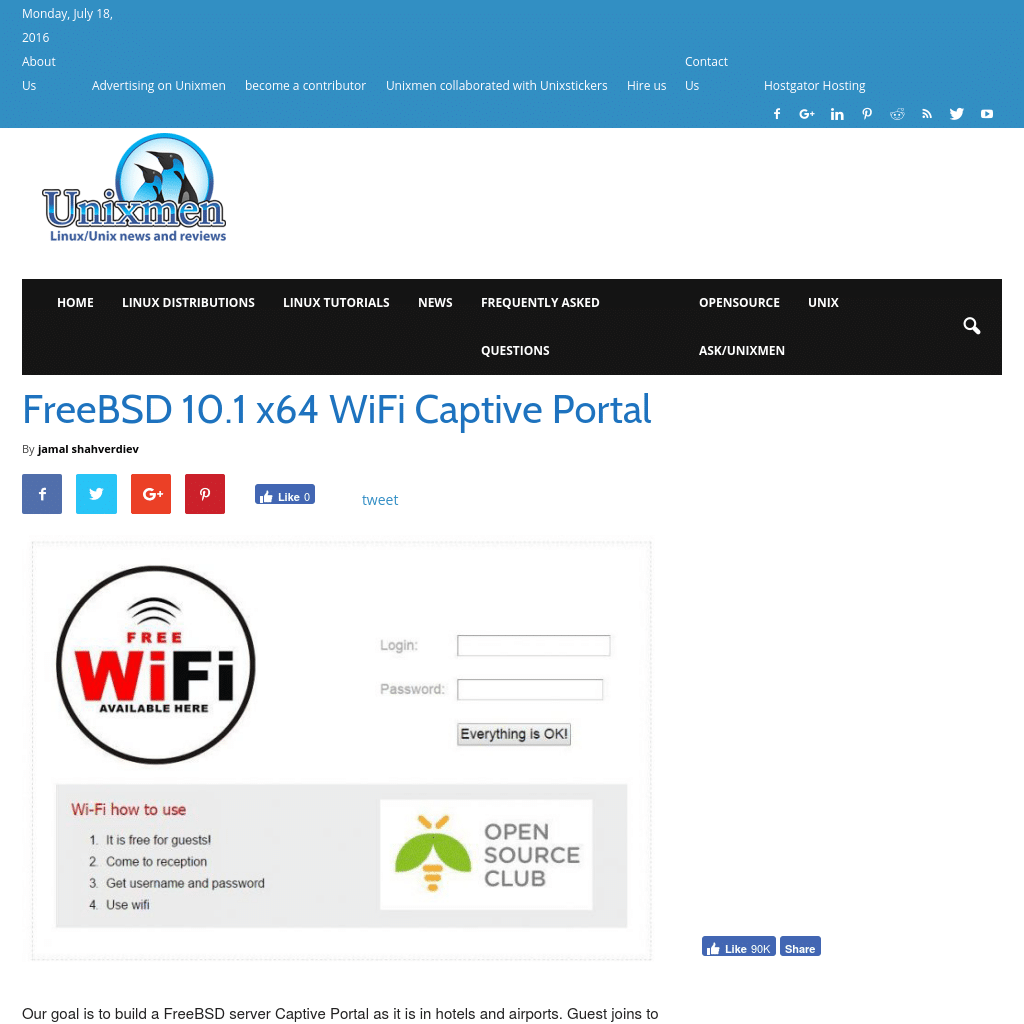 Monday, July 18,
2016
About
Us
Advertising on Unixmen
become a contributor
Unixmen collaborated with Unixstickers
Hire us
Contact
Us
Hostgator Hosting
Unixmen
Linux/Unix news and reviews
HOME
LINUX DISTRIBUTIONS
LINUX TUTORIALS
NEWS
FREQUENTLY ASKED
QUESTIONS
OPENSOURCE
ASK/UNIXMEN
UNIX
FreeBSD 10.1 x64 WiFi Captive Portal
By jamal shahverdiev
Like 0
tweet
FREE
WiFi
AVAILABLE HERE
Login:
Password:
Everything is OK!
Wi-Fi how to use
1. It is free for guests!
2. Come to reception
3. Get username and password
4. Use wifi
OPEN
SOURCE
CLUB
Like 90K
Share
Our goal is to build a FreeBSD server Captive Portal as it is in hotels and airports. Guest joins to